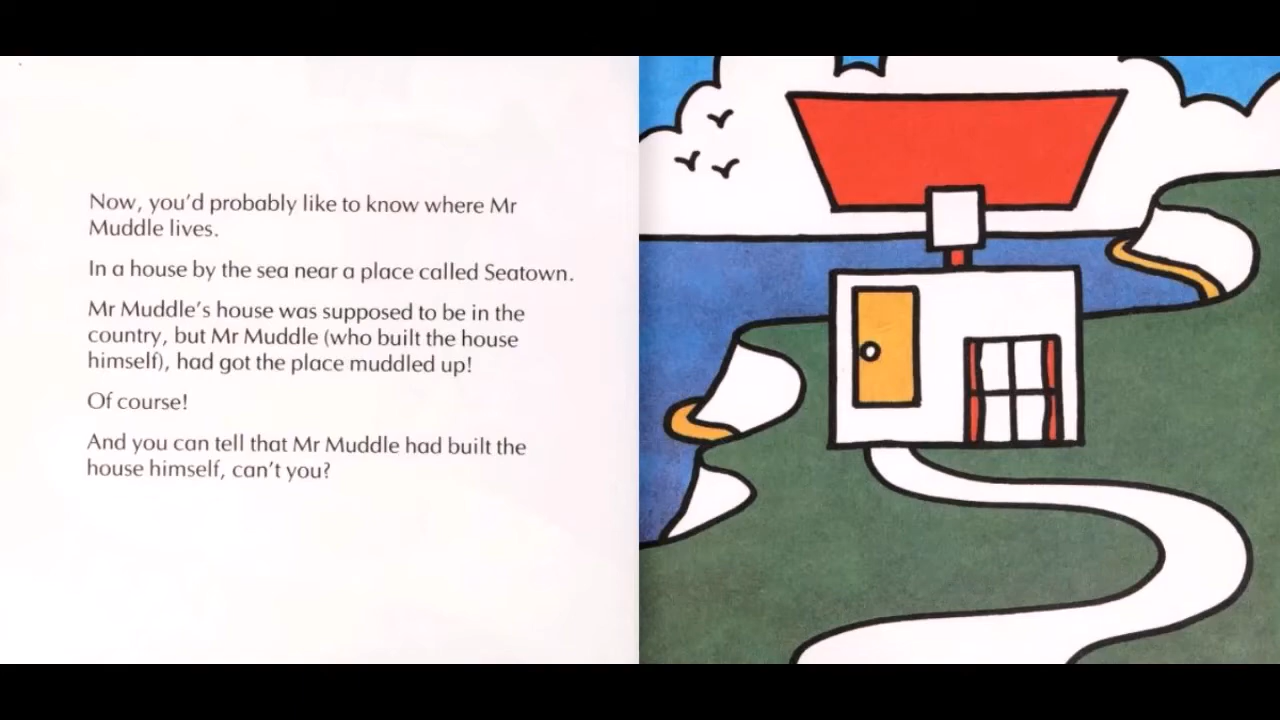 Now, you'd probably like to know where Mr
Muddle lives.
In a house by the sea near a place called Seatown.
Mr Muddle's house was supposed to be in the
country, but Mr Muddle (who built the house
himself), had got the place muddled up!
Of course!
And you can tell that Mr Muddle had built the
house himself, can't you?